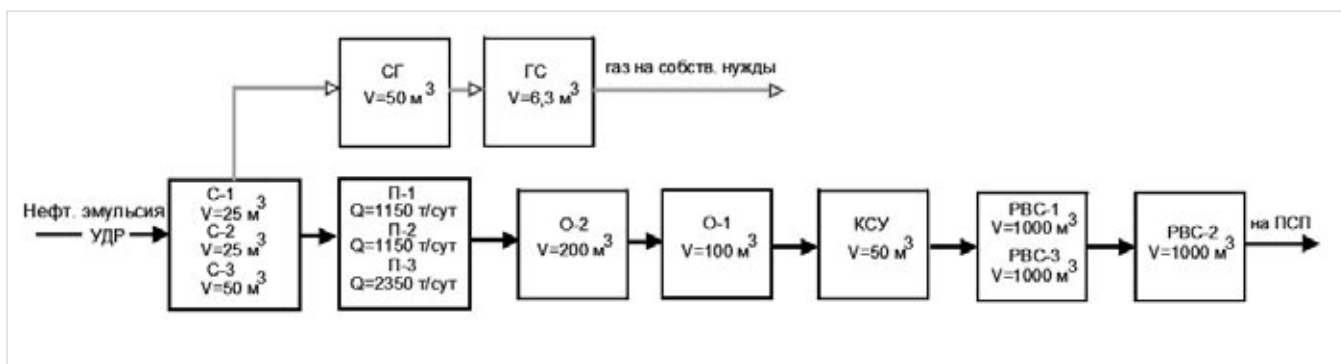 СГ
V=50 м³
ГС
V=6,3 м³
газ на собств. нужды
Нефт. эмульсия
УДР
С-1
V=25 м³
С-2
V=25 м³
С-3
V=50 м³
П-1
Q=1150 т/сут
П-2
Q=1150 т/сут
П-3
Q=2350 т/сут
О-2
V=200 м³
О-1
V=100 м³
КСУ
V=50 м³
РВС-1
V=1000 м³
РВС-3
V=1000 м³
РВС-2
V=1000 м³
на ПСП